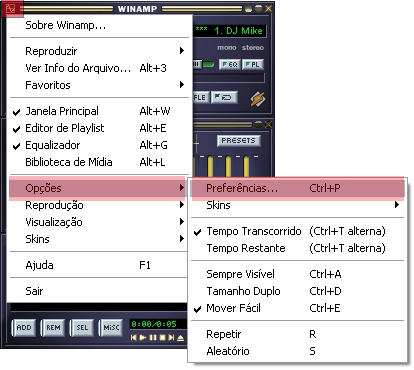 WINAMP
Sobre Winamp...
1. DJ Mike
Reproduzir
mono stereo
Ver Info do Arquivo... Alt+3
EQ PL
Favoritos
Janela Principal Alt+W
FLE
Editor de Playlist Alt+E
Equalizador Alt+G
PRESETS
Biblioteca de Mídia Alt+L
Opções
Preferências... Ctrl+P
Reprodução
Skins
Visualização
Tempo Transcorrido (Ctrl+T alterna)
Skins
Tempo Restante (Ctrl+T alterna)
Ajuda F1
Sempre Visível Ctrl+A
Sair
Tamanho Duplo Ctrl+D
Mover Fácil Ctrl+E
ADD REM SEL MISC 0:00/0:05
Repetir R
Aleatório S